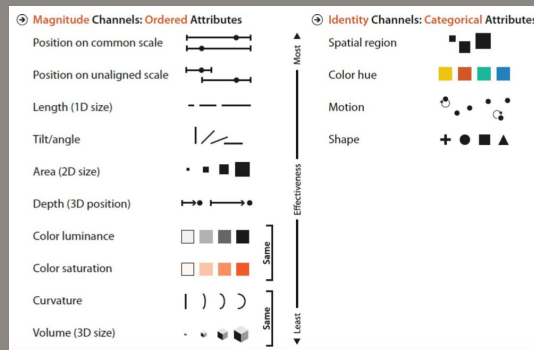 Magnitude Channels: Ordered Attributes
Position on common scale
Position on unaligned scale
Length (1D size)
Tilt/angle
Area (2D size)
Depth (3D position)
Color luminance
Color saturation
Curvature
Volume (3D size)
Same
Same
Most
Effectiveness
Least
Identity Channels: Categorical Attributes
Spatial region
Color hue
Motion
Shape